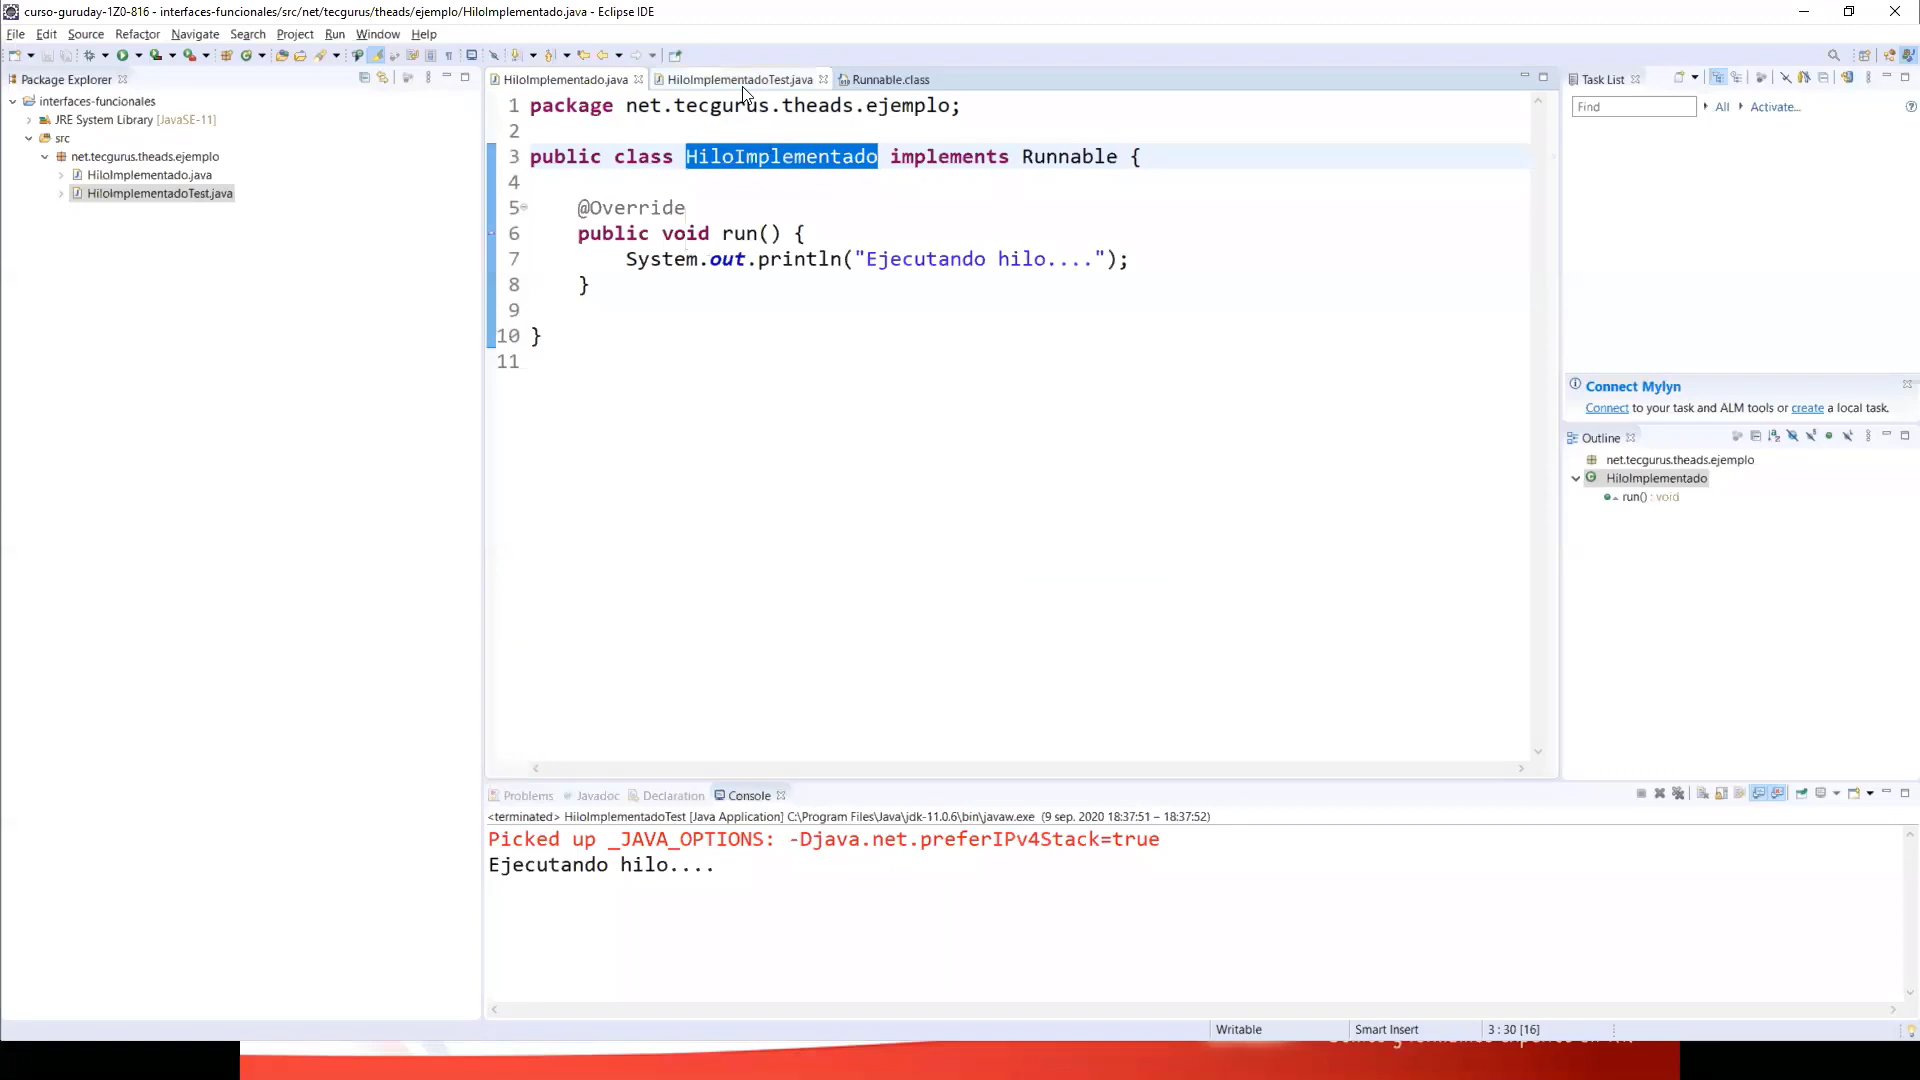 curso-guruday-1Z0-816 - interfaces-funcionales/src/net/tecgurus/theads/ejemplo/HiloImplementado.java - Eclipse IDE
File Edit Source Refactor Navigate Search Project Run Window Help
Package Explorer
interfaces-funcionales
JRE System Library [JavaSE-11]
src
net.tecgurus.theads.ejemplo
HiloImplementado.java
HiloImplementadoTest.java
HiloImplementado.java HiloImplementadoTest.java Runnable.class
1 package net.tecgurus.theads.ejemplo;
2
3 public class HiloImplementado implements Runnable {
4
5 @Override
6 public void run() {
7 System.out.println("Ejecutando hilo....");
8 }
9
10 }
11
Task List
Find All Activate...
Connect Mylyn
Connect to your task and ALM tools or create a local task.
Outline
net.tecgurus.theads.ejemplo
HiloImplementado
run() : void
Problems Javadoc Declaration Console
<terminated> HiloImplementadoTest [Java Application] C:\Program Files\Java\jdk-11.0.6\bin\javaw.exe (9 sep. 2020 18:37:51 – 18:37:52)
Picked up _JAVA_OPTIONS: -Djava.net.preferIPv4Stack=true
Ejecutando hilo....
Writable Smart Insert 3 : 30 [16]